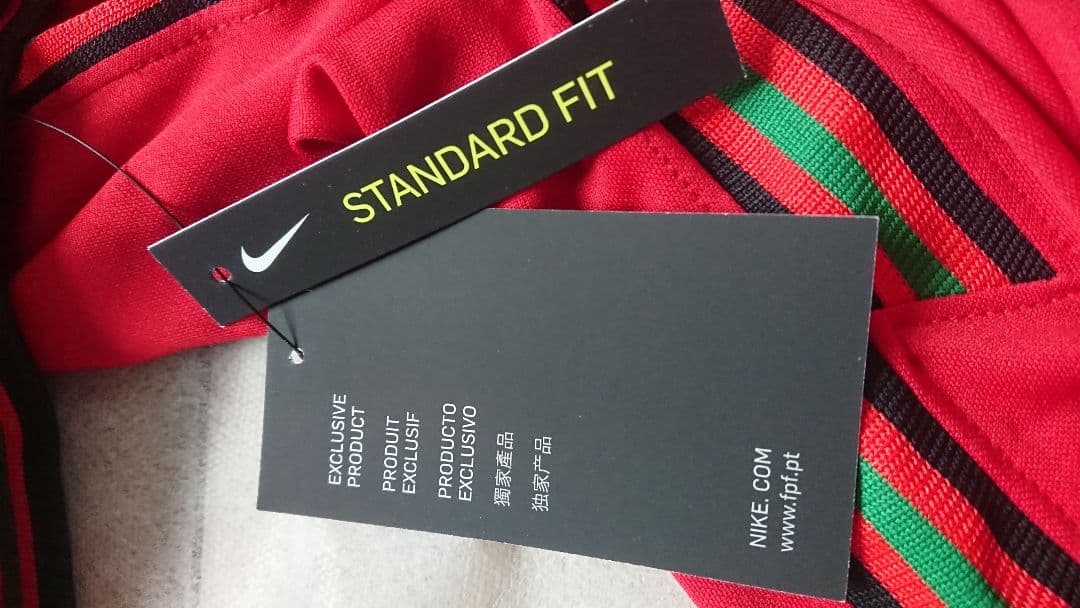 STANDARD FIT
EXCLUSIVE
PRODUCT
PRODUIT
EXCLUSIF
PRODUCTO
EXCLUSIVO
獨家產品
独家产品
NIKE. COM
www.fpf.pt